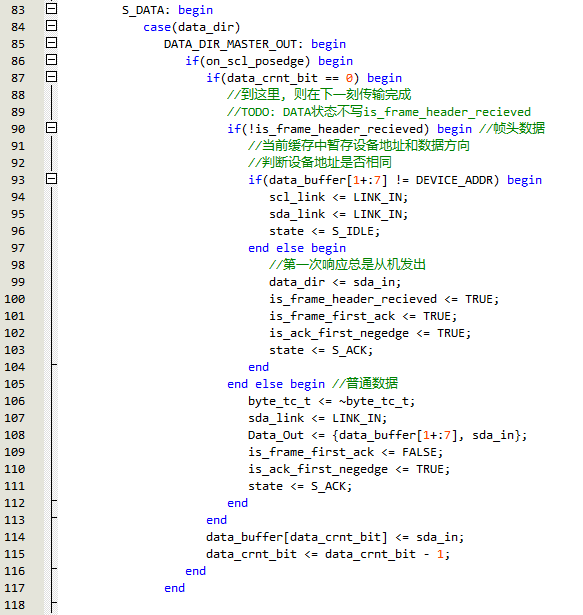 83 S_DATA: begin
84 case(data_dir)
85 DATA_DIR_MASTER_OUT: begin
86 if(on_scl_posedge) begin
87 if(data_crnt_bit == 0) begin
88 //到这里，则在下一刻传输完成
89 //TODO: DATA状态不写is_frame_header_recieved
90 if(!is_frame_header_recieved) begin //帧头数据
91 //当前缓存中暂存设备地址和数据方向
92 //判断设备地址是否相同
93 if(data_buffer[1+:7] != DEVICE_ADDR) begin
94 scl_link <= LINK_IN;
95 sda_link <= LINK_IN;
96 state <= S_IDLE;
97 end else begin
98 //第一次响应总是从机发出
99 data_dir <= sda_in;
100 is_frame_header_recieved <= TRUE;
101 is_frame_first_ack <= TRUE;
102 is_ack_first_negedge <= TRUE;
103 state <= S_ACK;
104 end
105 end else begin //普通数据
106 byte_tc_t <= ~byte_tc_t;
107 sda_link <= LINK_IN;
108 Data_Out <= {data_buffer[1+:7], sda_in};
109 is_frame_first_ack <= FALSE;
110 is_ack_first_negedge <= TRUE;
111 state <= S_ACK;
112 end
113 end
114 data_buffer[data_crnt_bit] <= sda_in;
115 data_crnt_bit <= data_crnt_bit - 1;
116 end
117 end
118